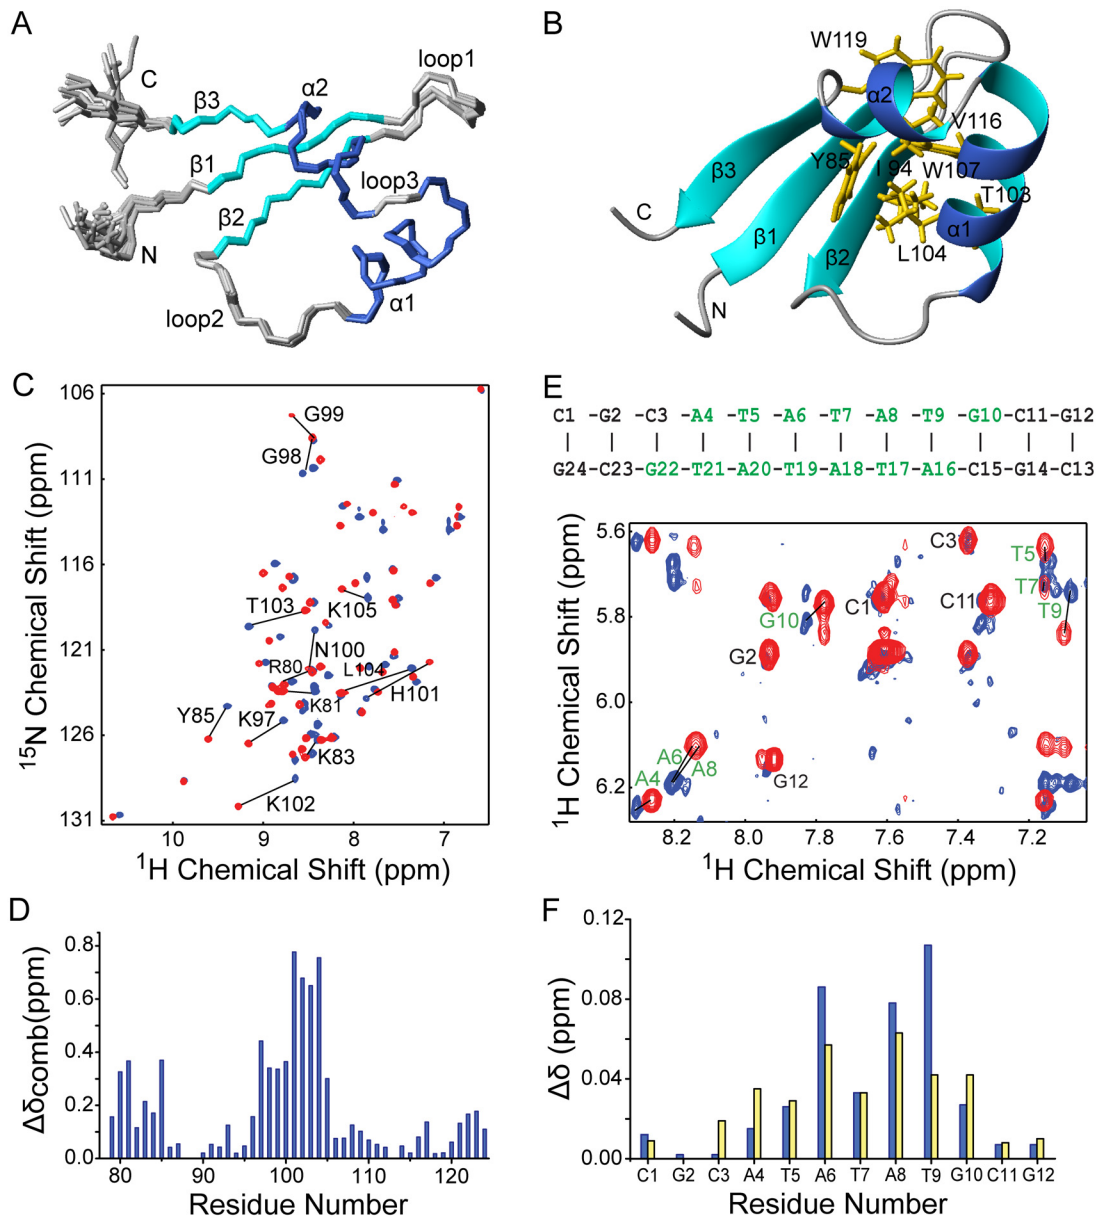 A
C
β3
α2
loop1
β1
loop3
β2
N
loop2
α1
B
W119
α2
V116
Y85
I 94
W107
β3
T103
C
β1
α1
β2
L104
N
C
106
111
116
121
126
131
10
9
8
7
15N Chemical Shift (ppm)
1H Chemical Shift (ppm)
G99
G98
T103
K105
N100
R80
L104
H101
K81
Y85
K97
K83
K102
E
C1 -G2 -C3 -A4 -T5 -A6 -T7 -A8 -T9 -G10 -C11 -G12
G24-C23-G22-T21-A20-T19-A18-T17-A16-C15-G14-C13
5.6
5.8
6.0
6.2
8.2
8.0
7.8
7.6
7.4
7.2
1H Chemical Shift (ppm)
1H Chemical Shift (ppm)
C3
T5
T7
T9
G10
C1
C11
G2
A6
A8
A4
G12
D
0.8
0.6
0.4
0.2
0.0
80
90
100
110
120
Δδcomb(ppm)
Residue Number
F
0.12
0.08
0.04
0.00
C1 G2 C3 A4 T5 A6 T7 A8 T9 G10 C11 G12
Δδ (ppm)
Residue Number